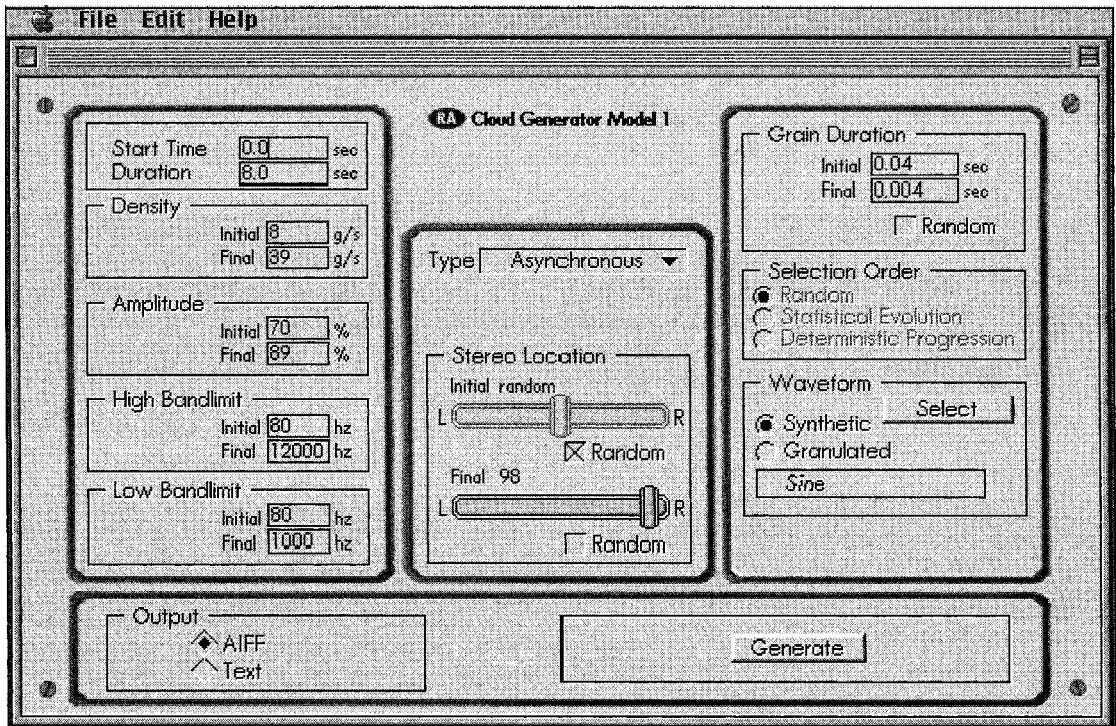 File Edit Help
RA Cloud Generator Model 1
Start Time 0.0 sec
Duration 8.0 sec
Density
Initial 8 g/s
Final 39 g/s
Amplitude
Initial 70 %
Final 89 %
High Bandlimit
Initial 80 hz
Final 12000 hz
Low Bandlimit
Initial 80 hz
Final 1000 hz
Type Asynchronous
Stereo Location
Initial random
L R
Random
Final 98
L R
Random
Grain Duration
Initial 0.04 sec
Final 0.004 sec
Random
Selection Order
Random
Statistical Evolution
Deterministic Progression
Waveform
Select
Synthetic
Granulated
Sine
Output
AIFF
Text
Generate